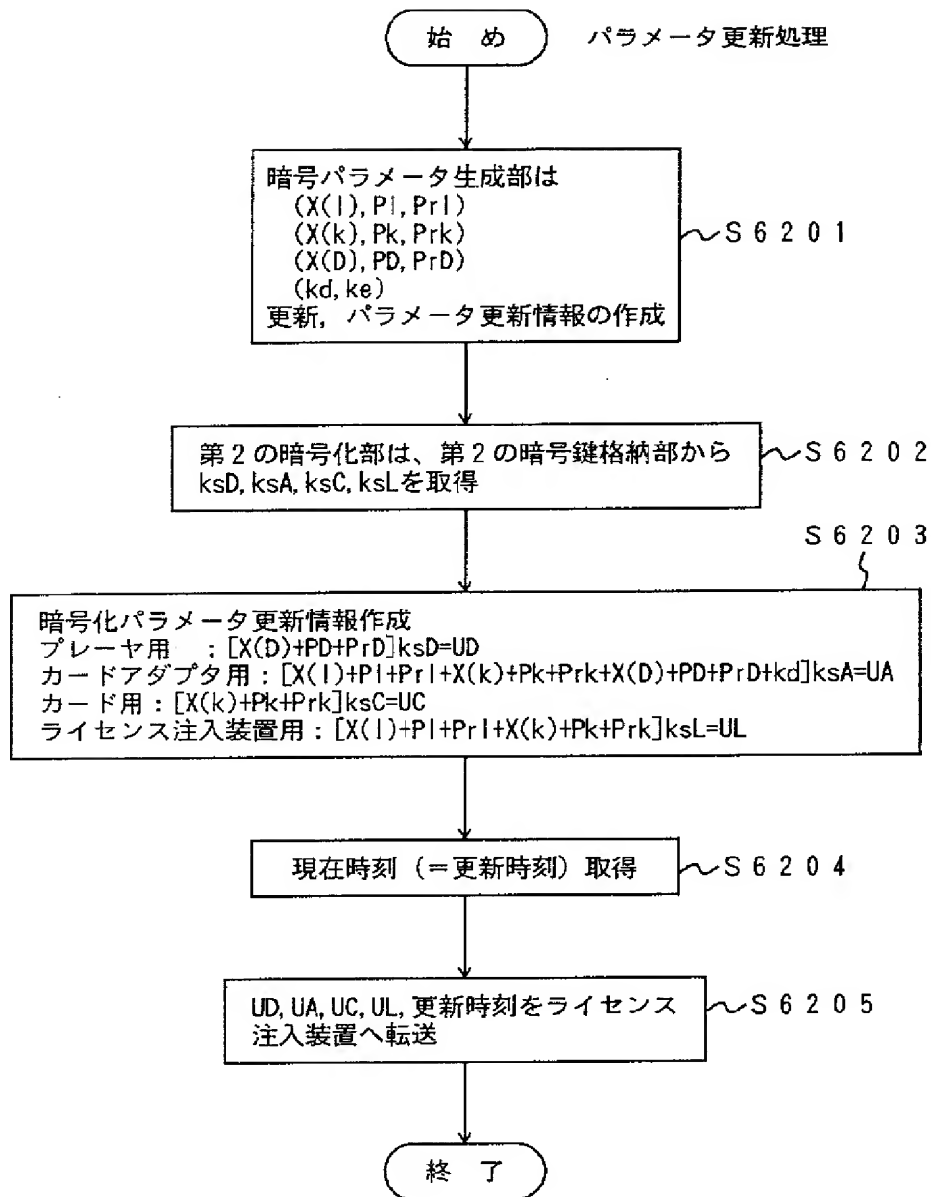 始 め
パラメータ更新処理
暗号パラメータ生成部は
(X(l), Pl, Prl)
(X(k), Pk, Prk)
(X(D), PD, PrD)
(kd, ke)
更新, パラメータ更新情報の作成
S6201
第2の暗号化部は、第2の暗号鍵格納部から
ksD, ksA, ksC, ksLを取得
S6202
S6203
暗号化パラメータ更新情報作成
プレーヤ用 : [X(D)+PD+PrD]ksD=UD
カードアダプタ用 : [X(l)+Pl+Prl+X(k)+Pk+Prk+X(D)+PD+PrD+kd]ksA=UA
カード用 : [X(k)+Pk+Prk]ksC=UC
ライセンス注入装置用 : [X(l)+Pl+Prl+X(k)+Pk+Prk]ksL=UL
現在時刻（＝更新時刻）取得
S6204
UD, UA, UC, UL, 更新時刻をライセンス
注入装置へ転送
S6205
終 了